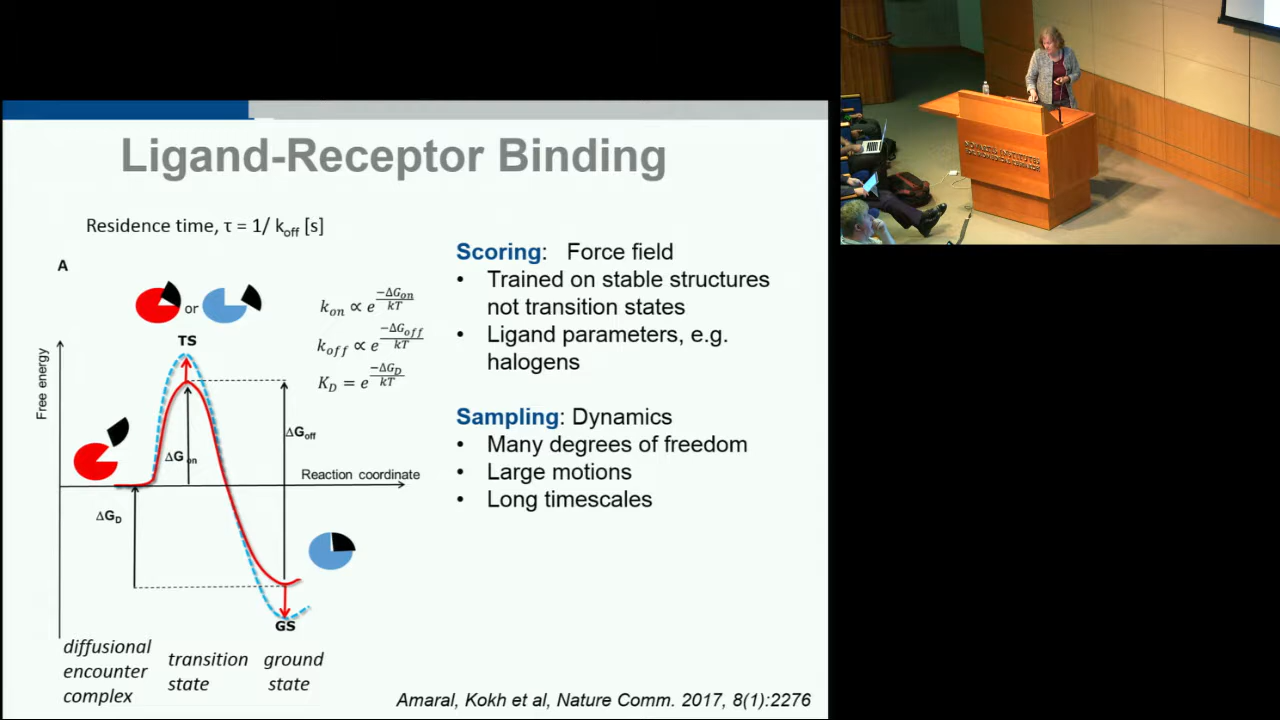 Ligand-Receptor Binding
Residence time, τ = 1/ k_off [s]
A
or
TS
k_on ∝ e^(-ΔG_on/kT)
k_off ∝ e^(-ΔG_off/kT)
K_D = e^(-ΔG_D/kT)
Free energy
ΔG_off
ΔG_on
Reaction coordinate
ΔG_D
GS
diffusional
encounter
complex
transition
state
ground
state
Scoring: Force field
• Trained on stable structures
not transition states
• Ligand parameters, e.g.
halogens
Sampling: Dynamics
• Many degrees of freedom
• Large motions
• Long timescales
Amaral, Kokh et al, Nature Comm. 2017, 8(1):2276
NOVARTIS INSTITUTES